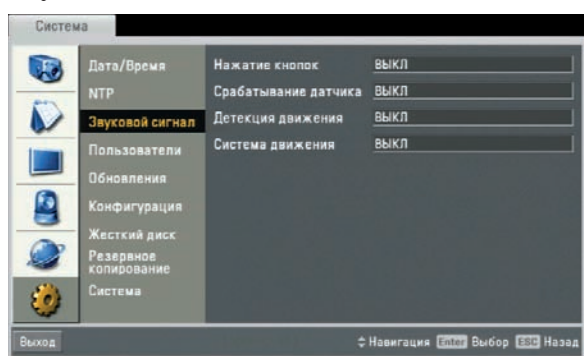 Система
Дата/Время
NTP
Звуковой сигнал
Пользователи
Обновления
Конфигурация
Жесткий диск
Резервное
копирование
Система
Нажатие кнопок ВЫКЛ
Срабатывание датчика ВЫКЛ
Детекция движения ВЫКЛ
Система движения ВЫКЛ
Выход
Навигация Enter Выбор ESC Назад